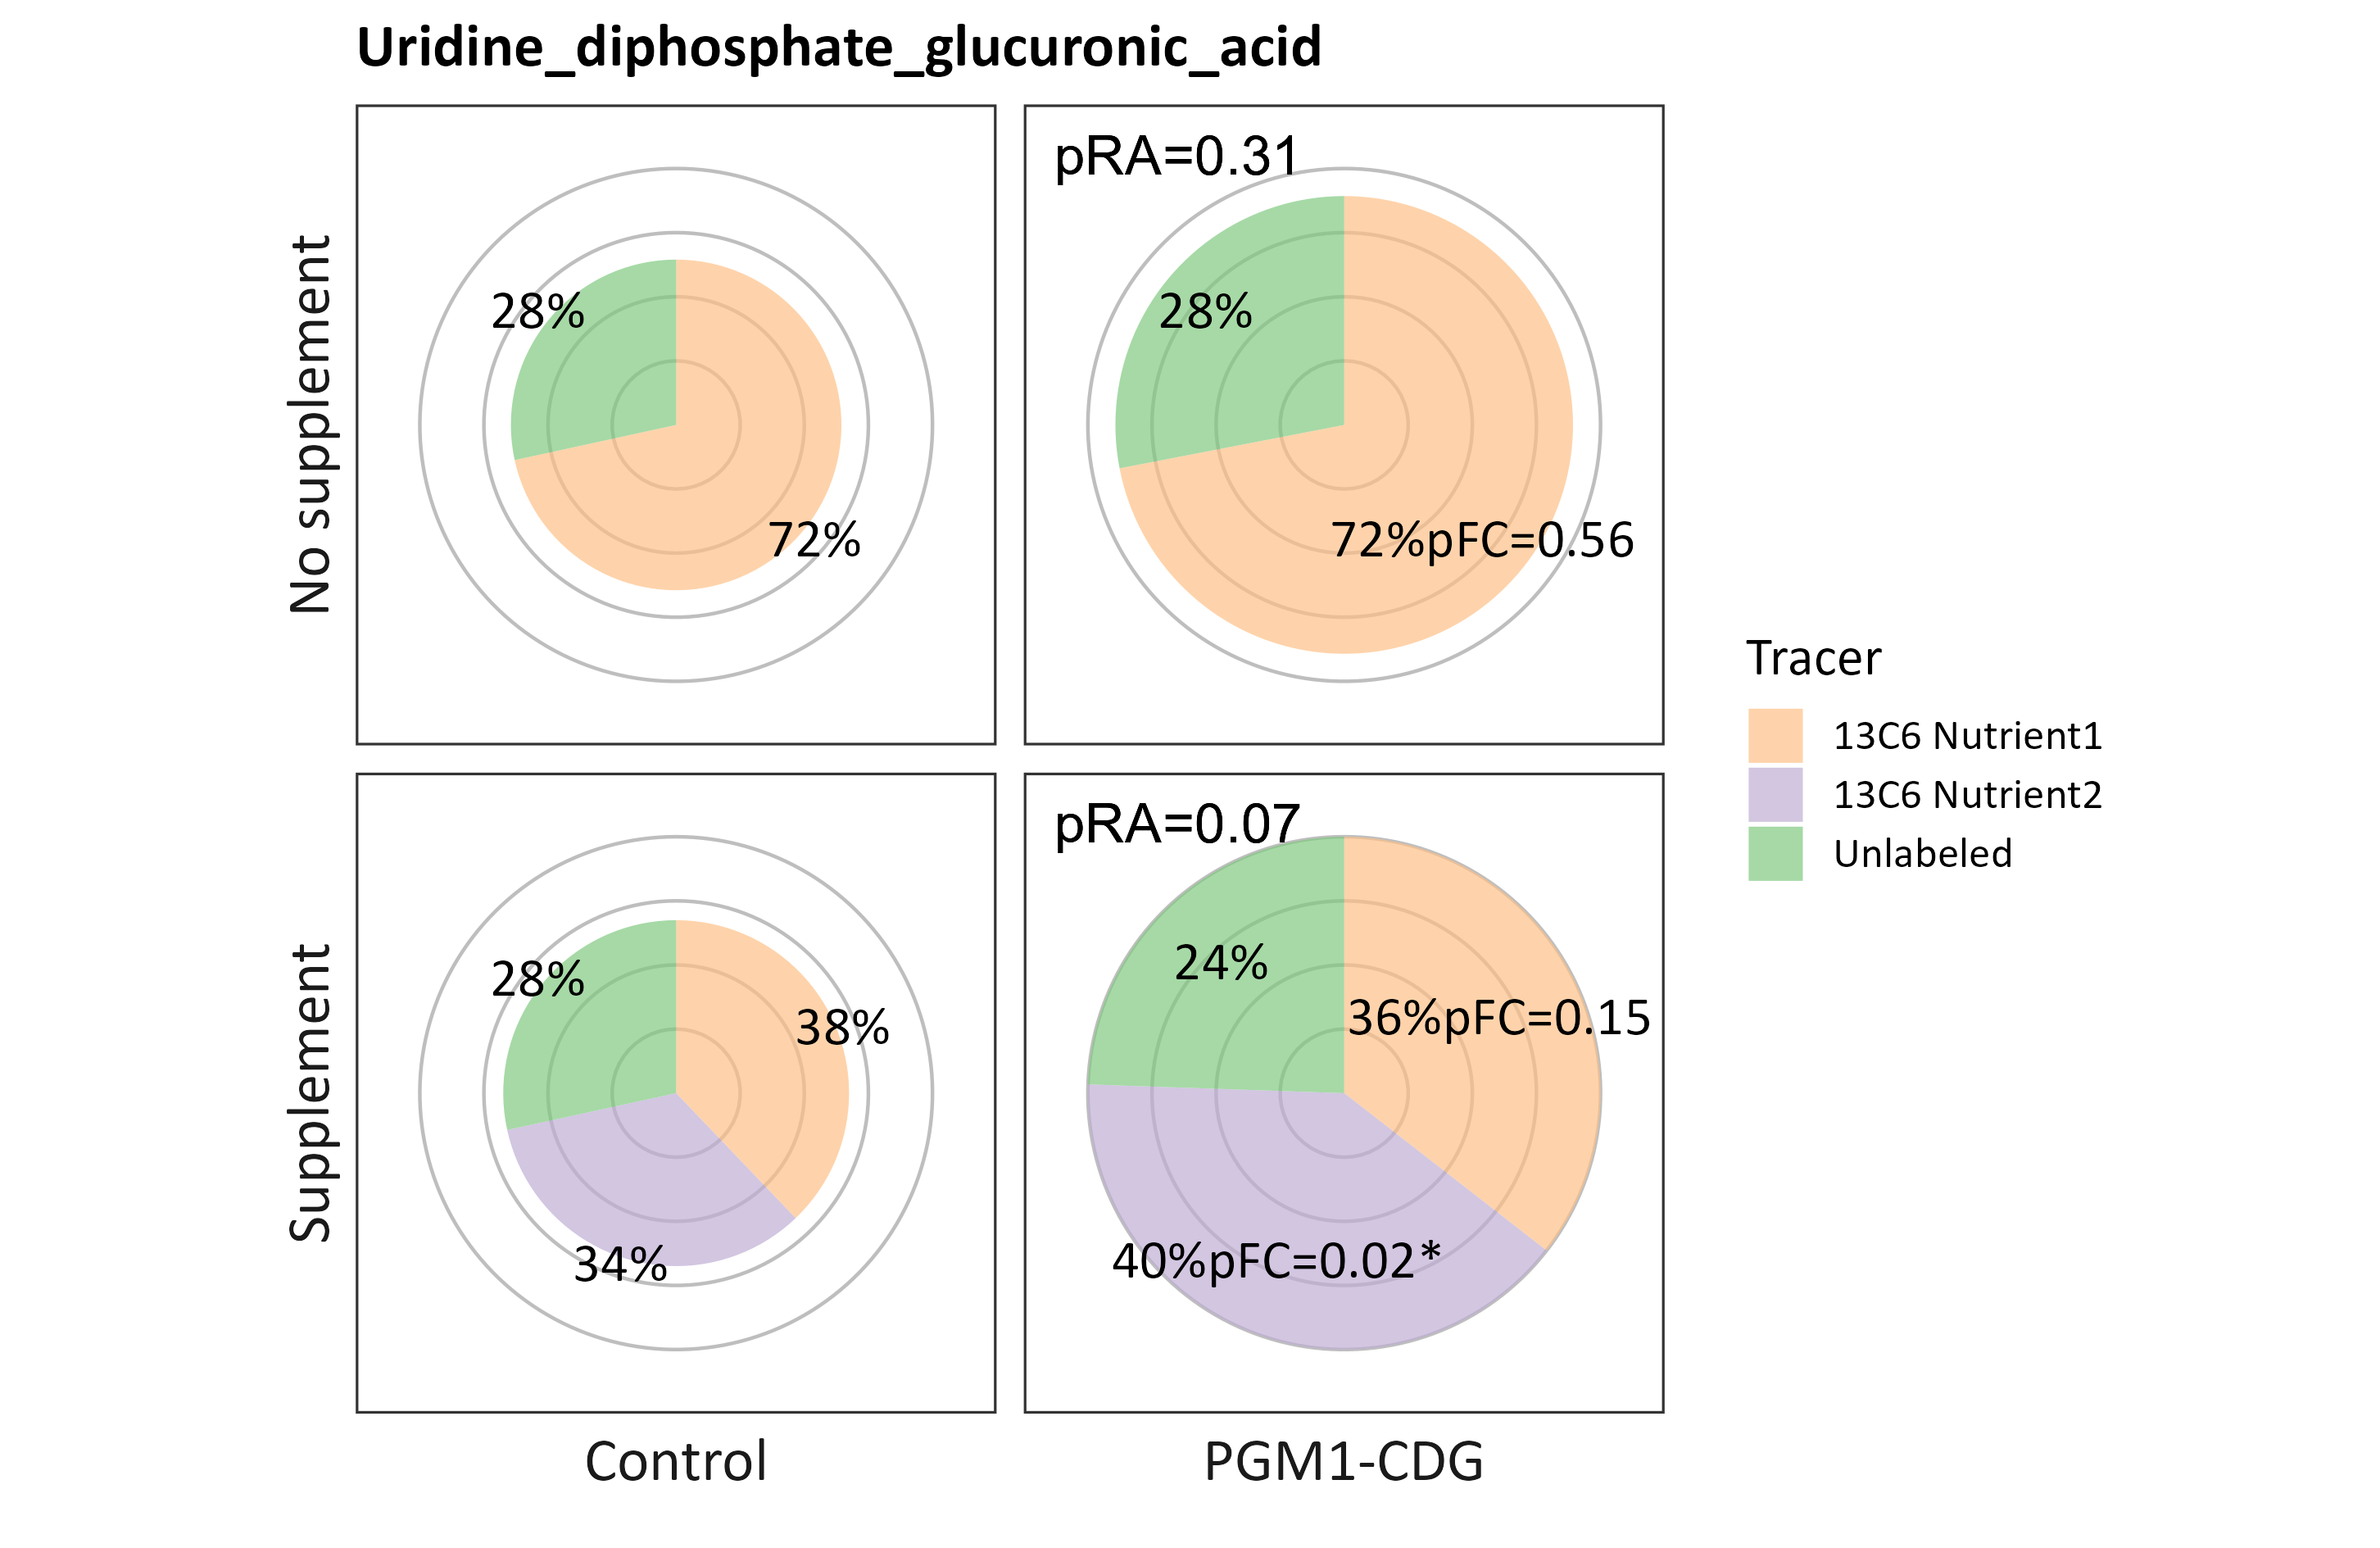 Uridine_diphosphate_glucuronic_acid
No supplement
28%
72%
pRA=0.31
28%
72%pFC=0.56
Supplement
28%
38%
34%
pRA=0.07
24%
36%pFC=0.15
40%pFC=0.02*
Control
PGM1-CDG
Tracer
13C6 Nutrient1
13C6 Nutrient2
Unlabeled